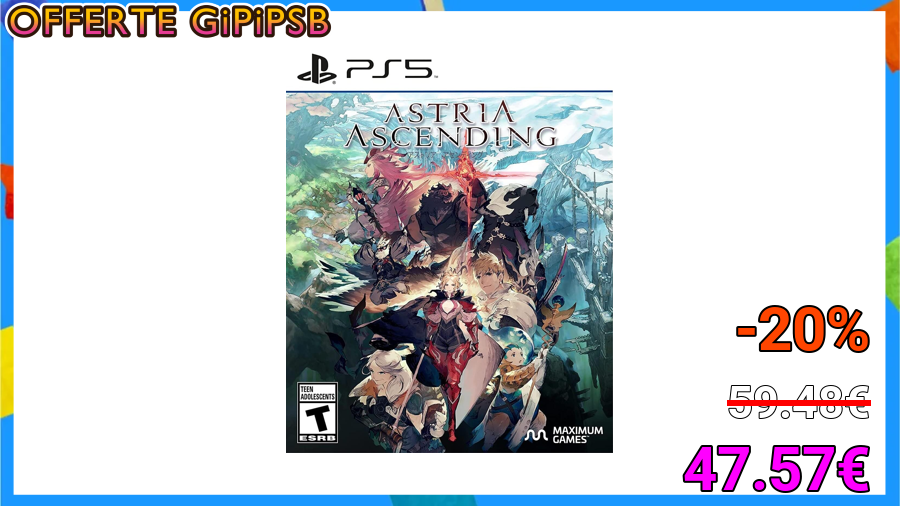 OFFERTE GiPiPSB
PS5
ASTRIA
ASCENDING
-20%
59.48€
47.57€
TEEN
ADOLESCENTS
T
ESRB
MAXIMUM
GAMES